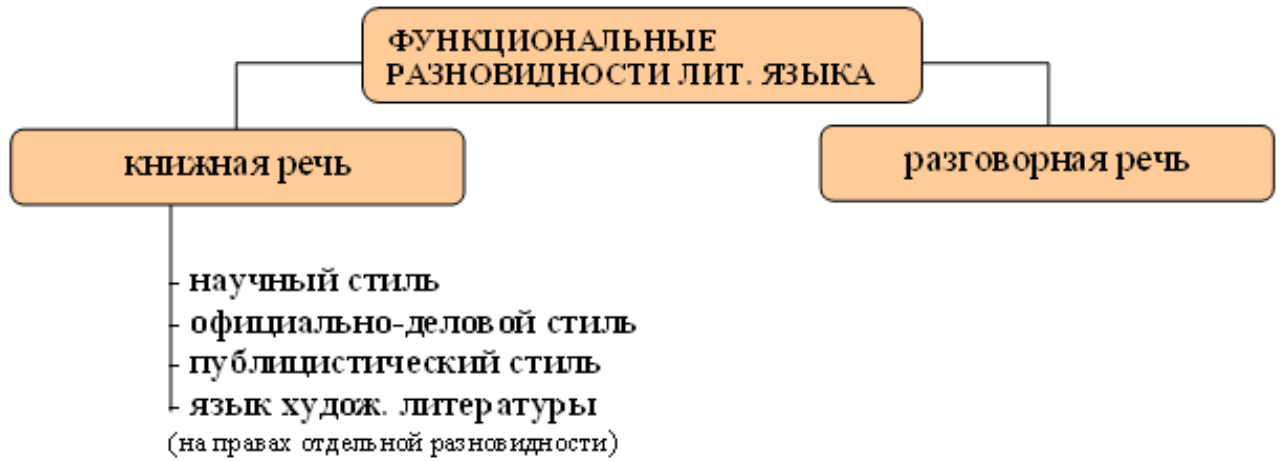 ФУНКЦИОНАЛЬНЫЕ
РАЗНОВИДНОСТИ ЛИТ. ЯЗЫКА
книжная речь
разговорная речь
- научный стиль
- официально-деловой стиль
- публицистический стиль
- язык худож. литературы
(на правах отдельной разновидности)